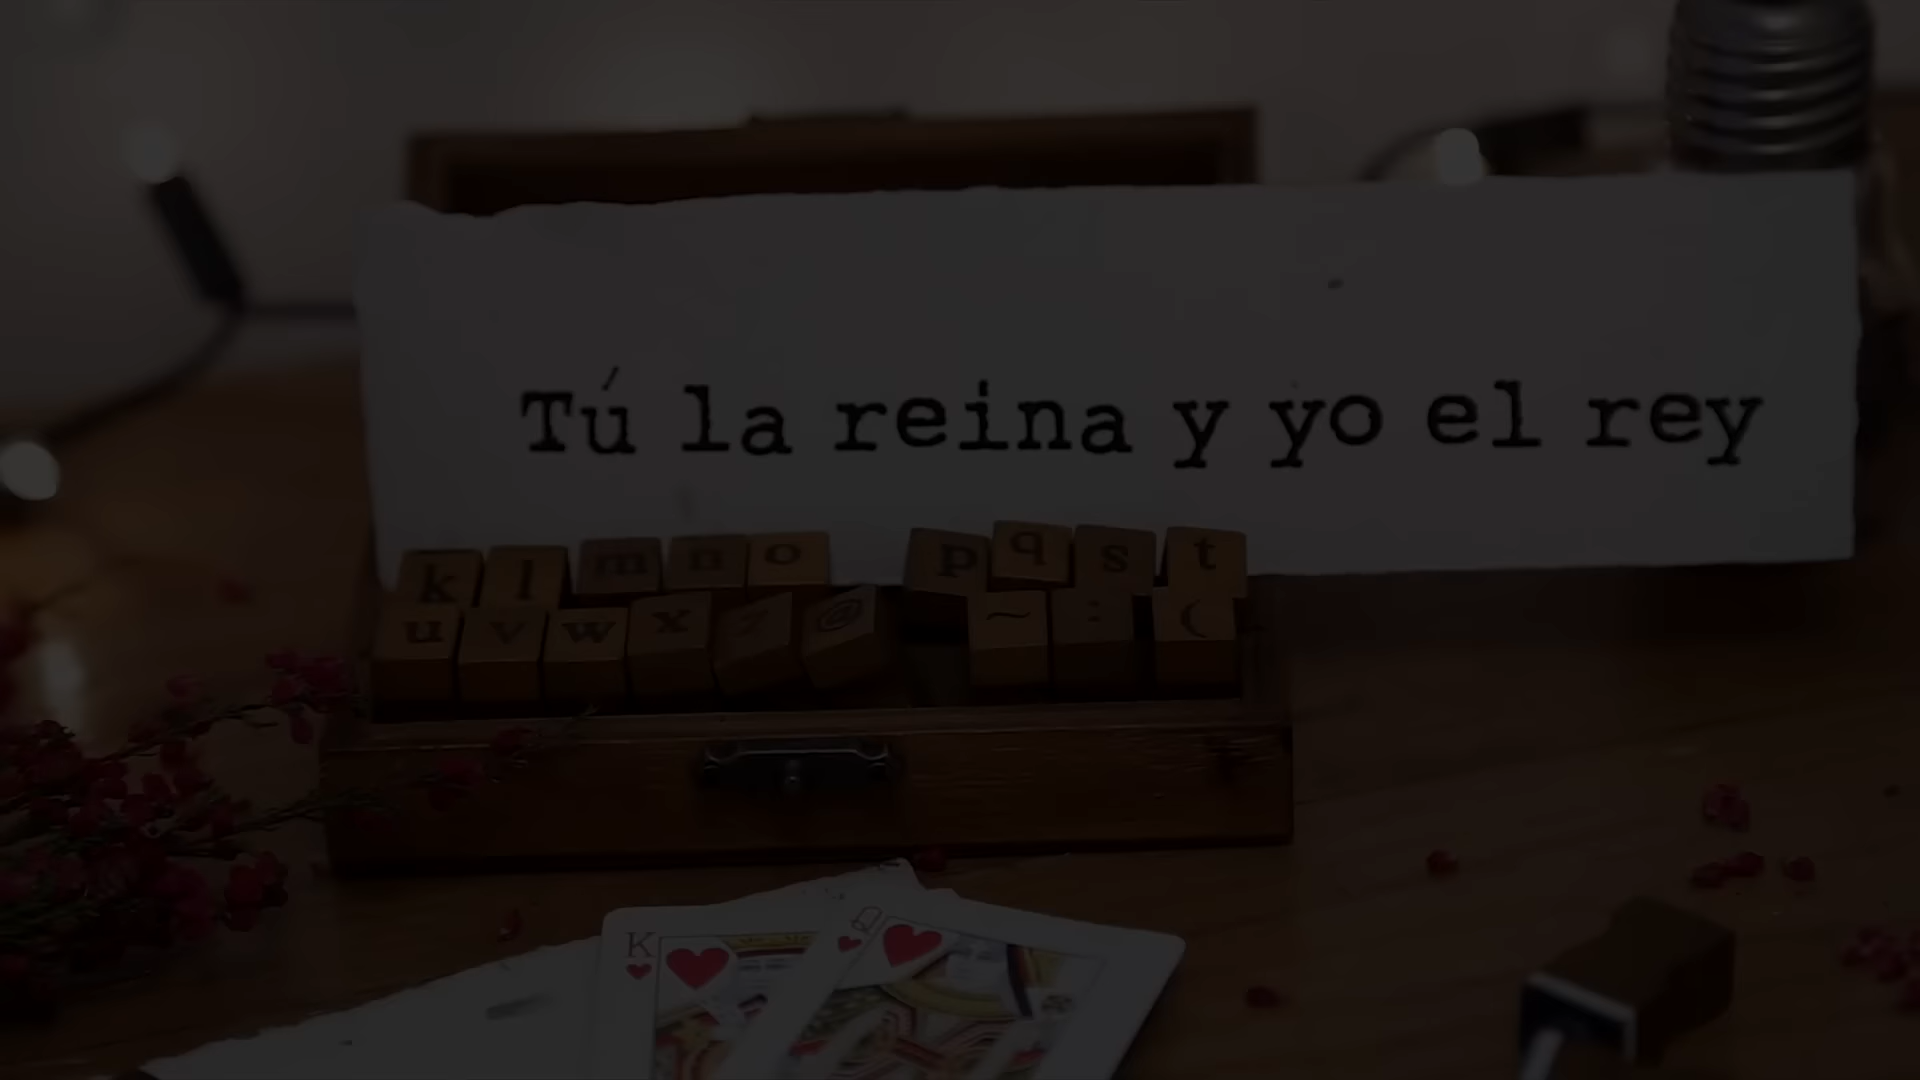 Tú la reina y yo el rey
k l m n o p q s t
u v w x @ ~ : (
K Q